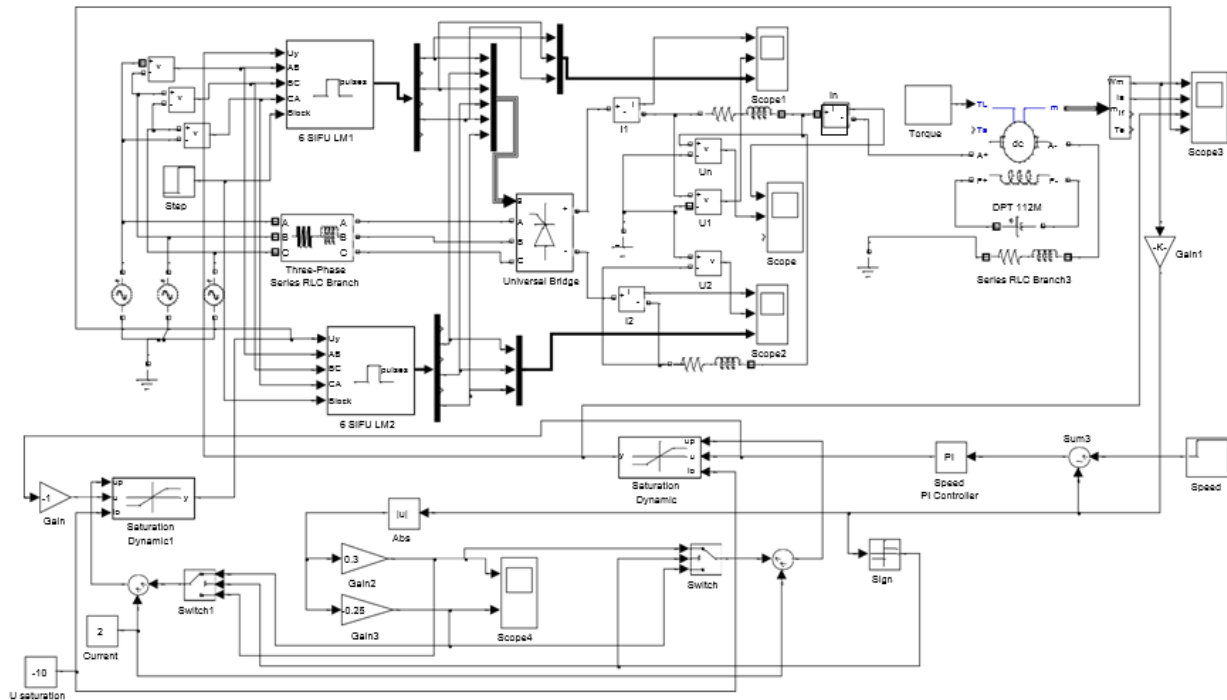 Uy
AB
BC
CA
Block
pulses
6 SIFU LM1
v
v
v
Step
A
B
C
A
B
C
Three-Phase
Series RLC Branch
g
A
B
C
+
-
Universal Bridge
I1
Un
U1
U2
I2
In
Scope1
Scope
Scope2
Torque
TL
m
Ts
dc
A+
A-
F+
F-
DPT 112M
Series RLC Branch3
Wm
Ia
m
If
Te
Scope3
-K-
Gain1
Uy
AB
BC
CA
Block
pulses
6 SIFU LM2
-1
Gain
up
u
lo
y
Saturation
Dynamic1
up
u
lo
y
Saturation
Dynamic
PI
Speed
PI Controller
Sum3
Speed
|u|
Abs
0.3
Gain2
-0.25
Gain3
Scope4
Switch
Sign
Switch1
2
Current
-10
U saturation